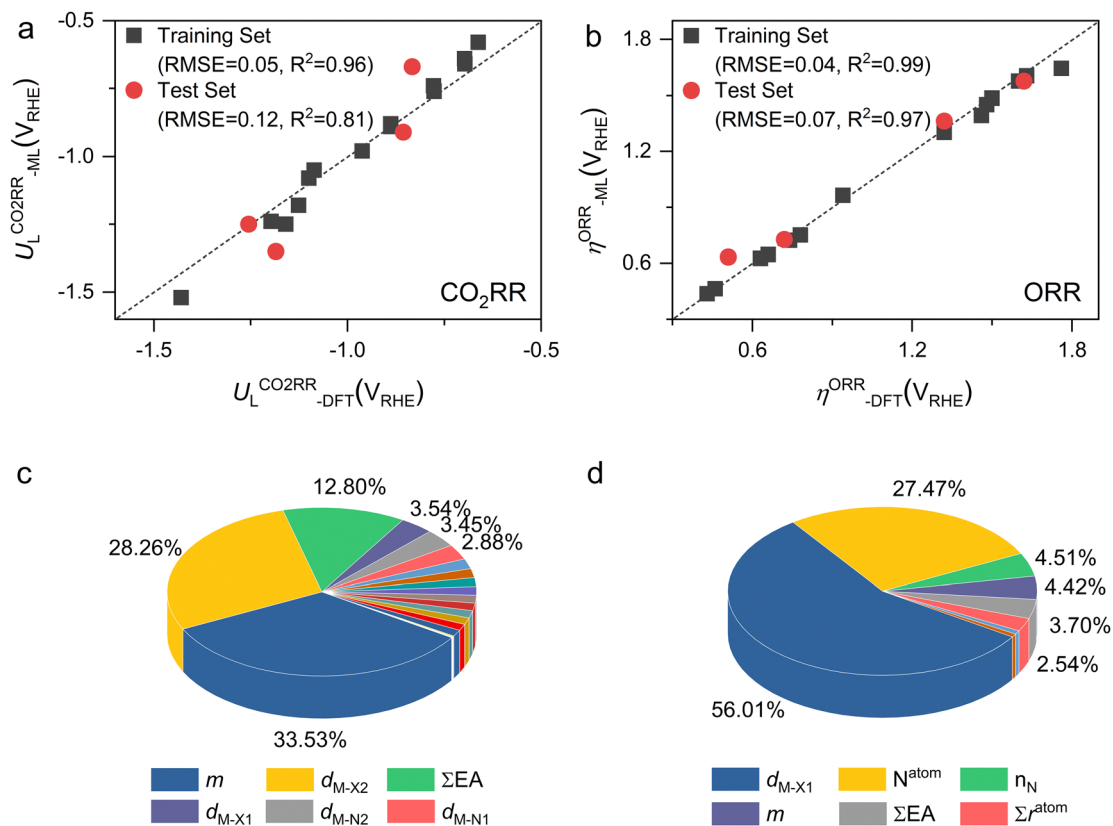 a
-0.5
-1.0
-1.5
U_L^CO2RR-ML(V_RHE)
Training Set
(RMSE=0.05, R²=0.96)
Test Set
(RMSE=0.12, R²=0.81)
CO₂RR
-1.5 -1.0 -0.5
U_L^CO2RR-DFT(V_RHE)
b
1.8
1.2
0.6
η^ORR-ML(V_RHE)
Training Set
(RMSE=0.04, R²=0.99)
Test Set
(RMSE=0.07, R²=0.97)
ORR
0.6 1.2 1.8
η^ORR-DFT(V_RHE)
c
12.80%
3.54%
3.45%
2.88%
28.26%
33.53%
m d_M-X2 ΣEA
d_M-X1 d_M-N2 d_M-N1
d
27.47%
4.51%
4.42%
3.70%
2.54%
56.01%
d_M-X1 N^atom n_N
m ΣEA Σr^atom